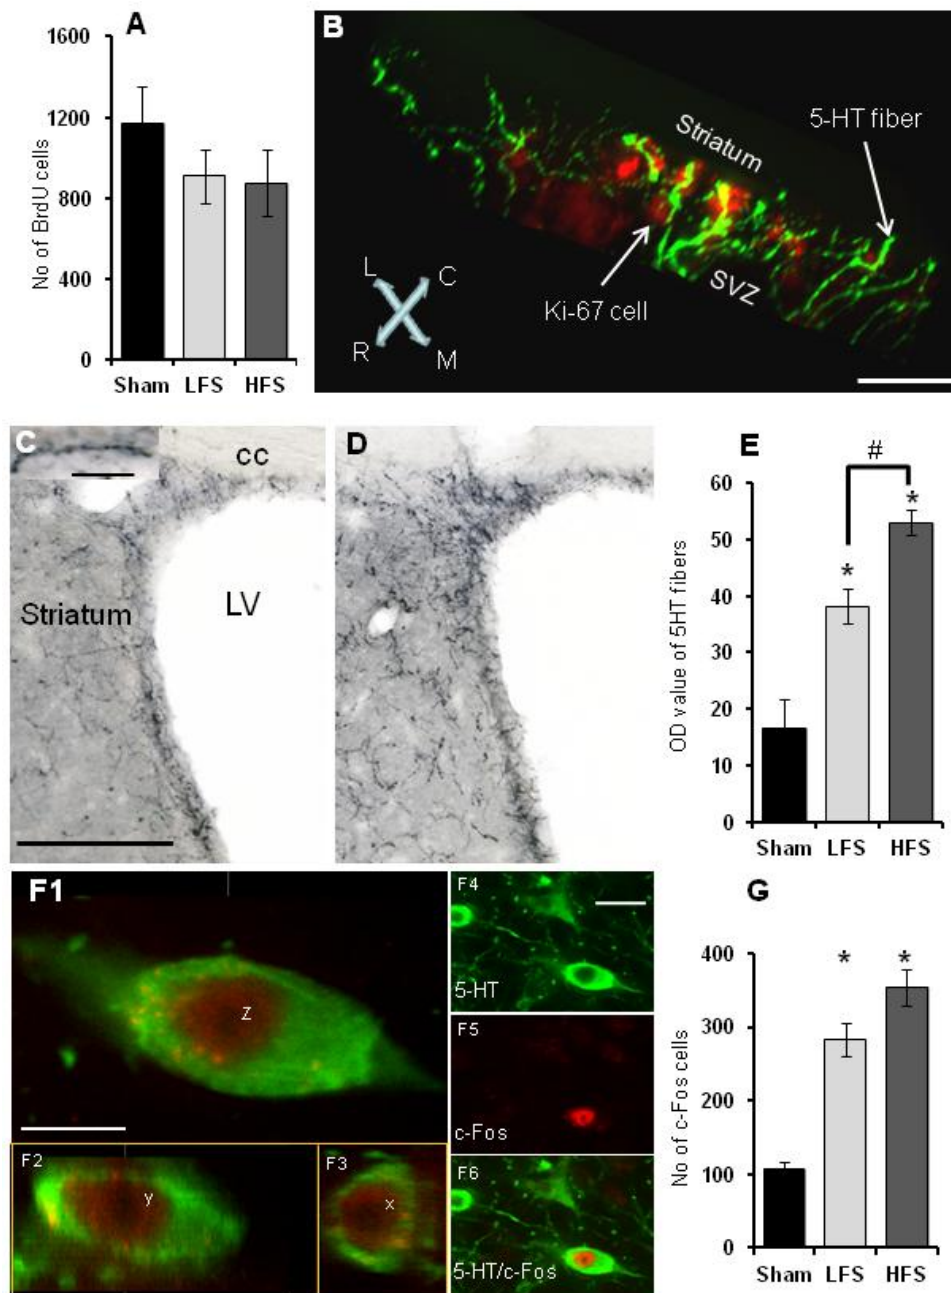 A
No of BrdU cells
1600
1200
800
400
0
Sham LFS HFS
B
Striatum
5-HT fiber
SVZ
Ki-67 cell
L C
R M
C
cc
Striatum
LV
D
E
#
*
*
OD value of 5HT fibers
60
50
40
30
20
10
0
Sham LFS HFS
F1
z
F2
y
F3
x
F4
5-HT
F5
c-Fos
F6
5-HT/c-Fos
G
* *
No of c-Fos cells
400
300
200
100
0
Sham LFS HFS